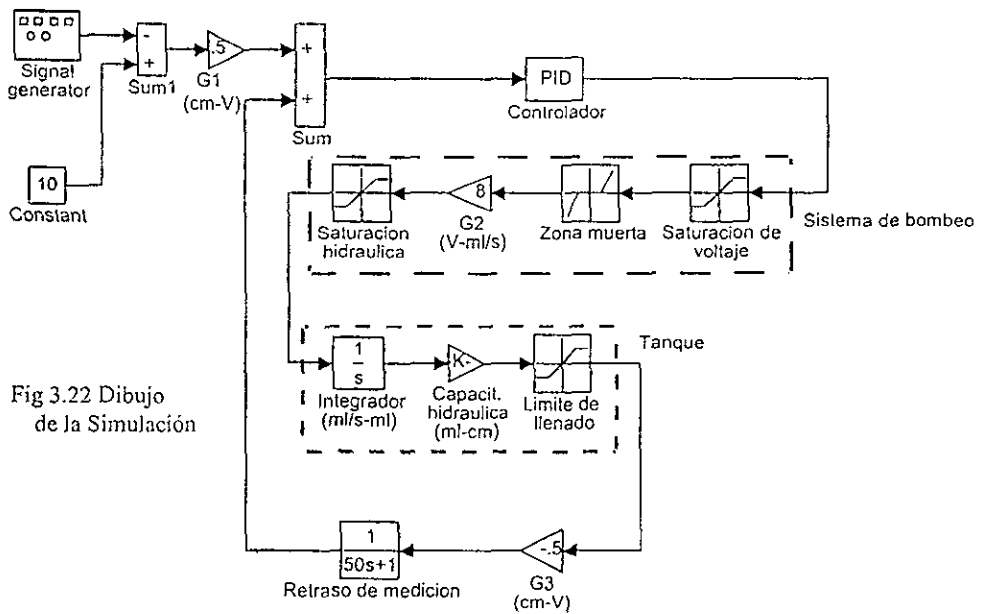 Signal
generator
-
+
Sum1
.5
G1
(cm-V)
+
+
Sum
PID
Controlador
10
Constant
Saturacion
hidraulica
8
G2
(V-ml/s)
Zona muerta
Saturacion de
voltaje
Sistema de bombeo
1
s
Integrador
(ml/s-ml)
K-
Capacit.
hidraulica
(ml-cm)
Limite de
llenado
Tanque
Fig 3.22 Dibujo
de la Simulación
1
50s+1
Retraso de medicion
-.5
G3
(cm-V)